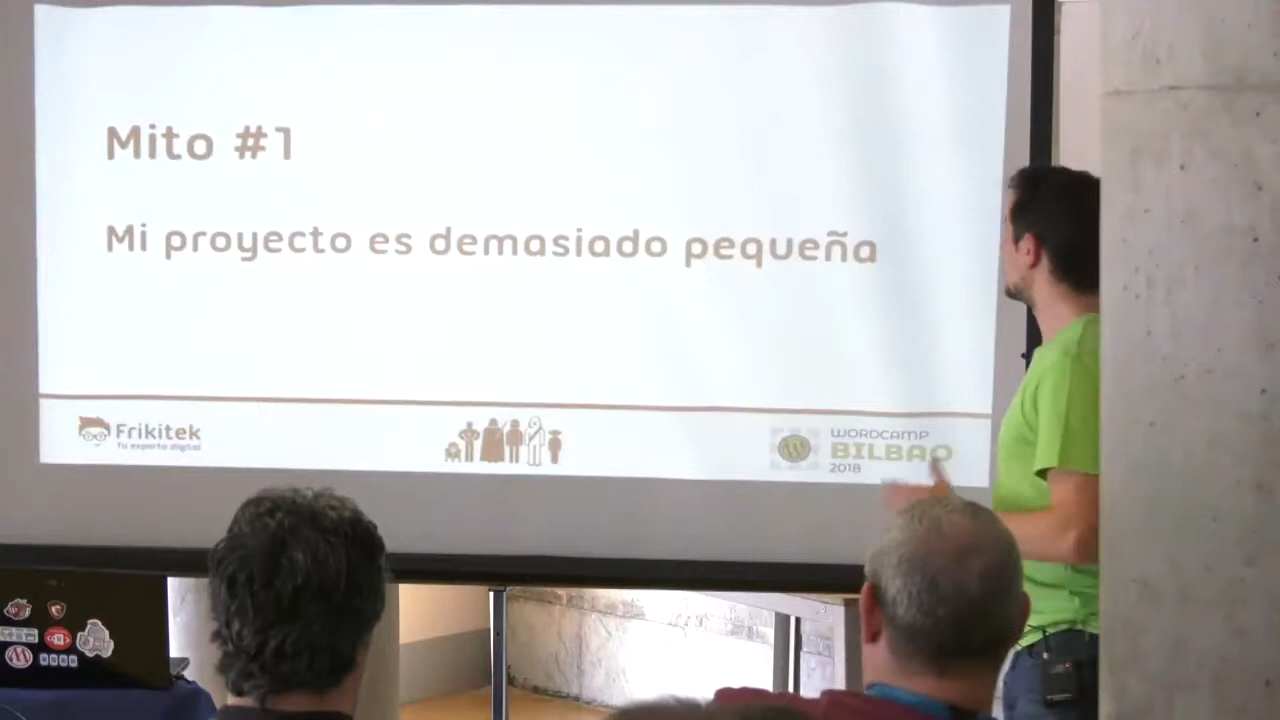 Mito #1
Mi proyecto es demasiado pequeña
Frikitek
Tu experto digital
WORDCAMP
BILBAO
2018